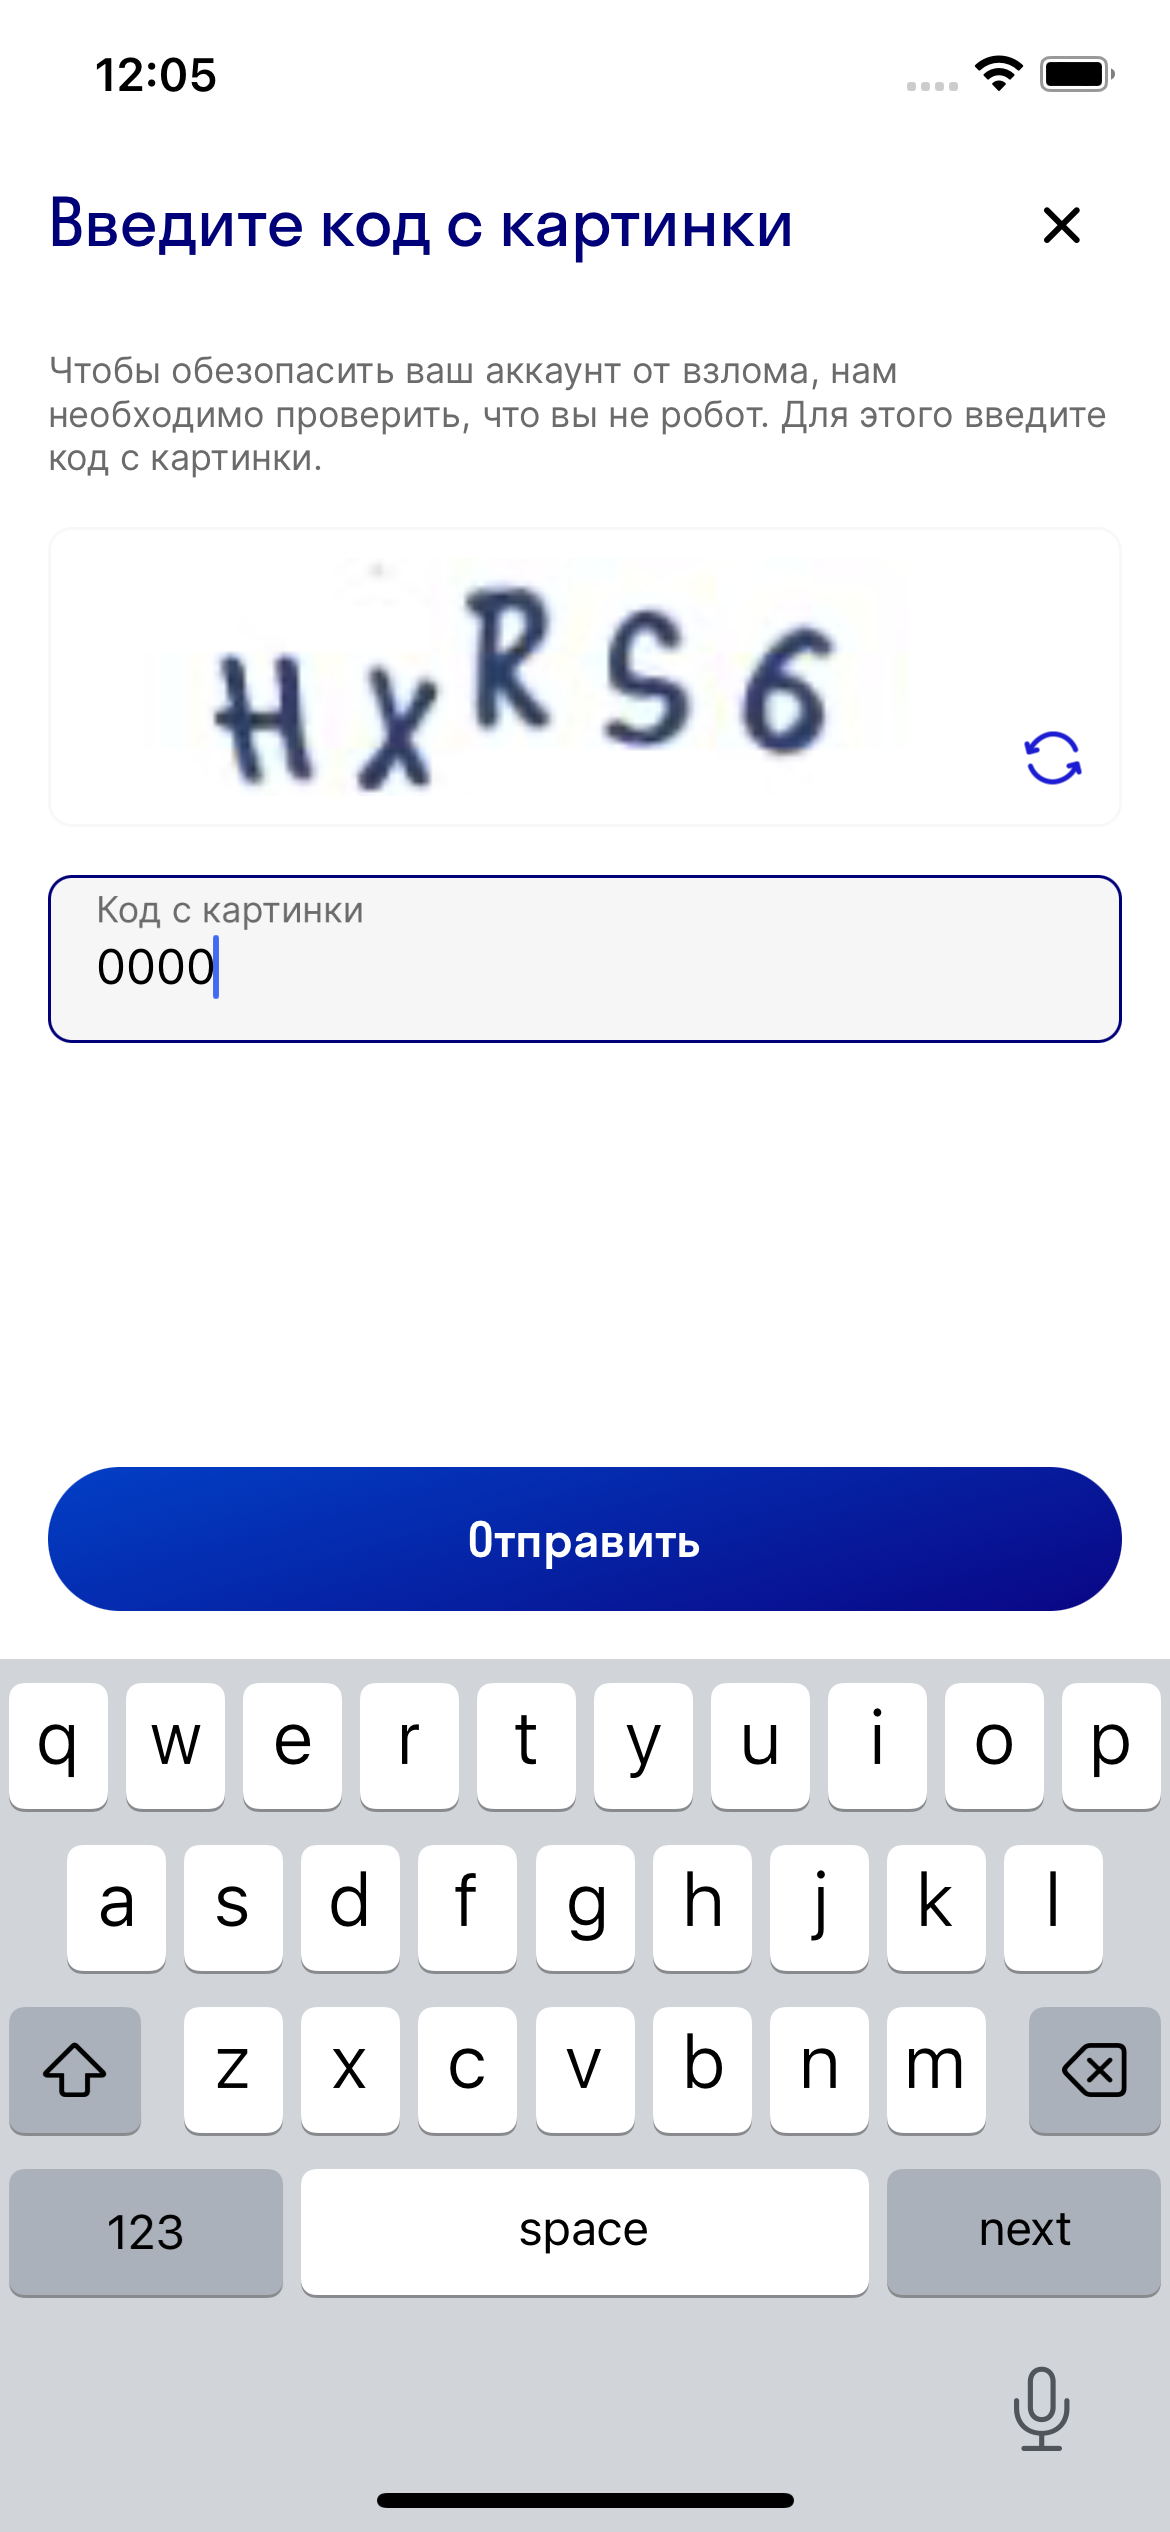 12:05
Введите код с картинки
Чтобы обезопасить ваш аккаунт от взлома, нам
необходимо проверить, что вы не робот. Для этого введите
код с картинки.
HXRS6
Код с картинки
0000
Отправить
q w e r t y u i o p
a s d f g h j k l
z x c v b n m
123 space next